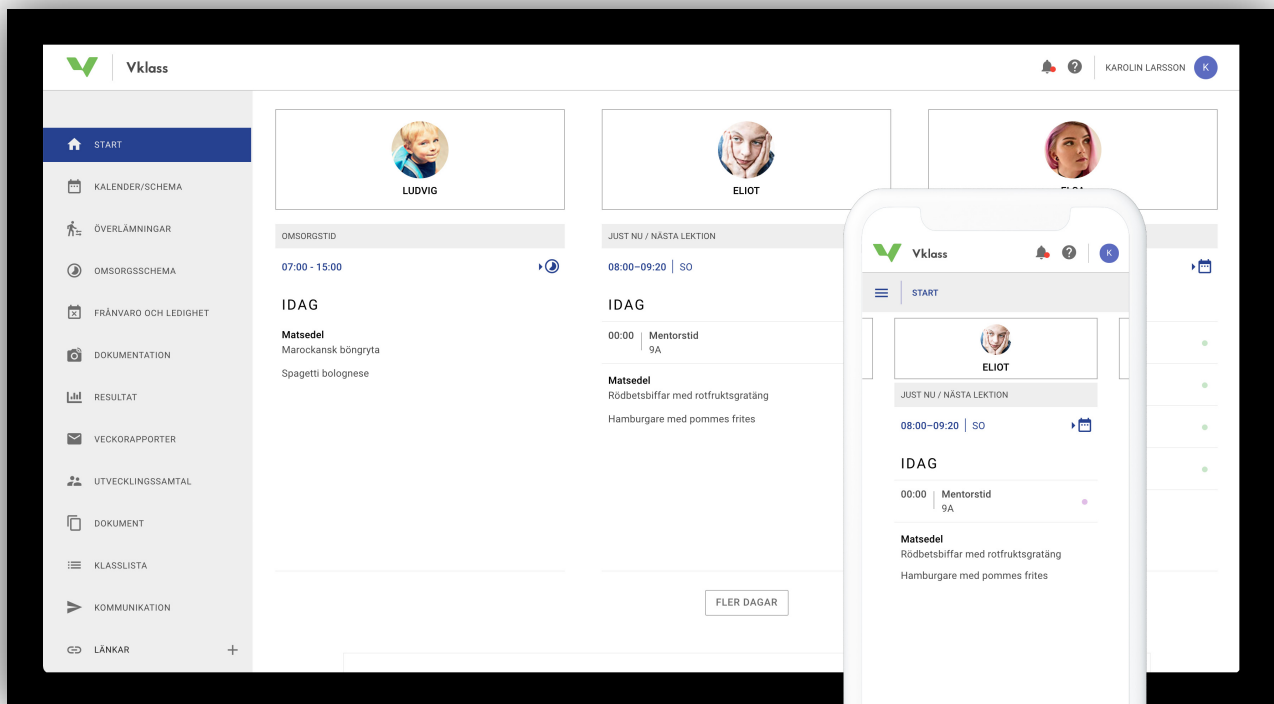 Vklass
KAROLIN LARSSON
K
START
KALENDER/SCHEMA
ÖVERLÄMNINGAR
OMSORGSSCHEMA
FRÅNVARO OCH LEDIGHET
DOKUMENTATION
RESULTAT
VECKORAPPORTER
UTVECKLINGSSAMTAL
DOKUMENT
KLASSLISTA
KOMMUNIKATION
LÄNKAR
LUDVIG
OMSORGSTID
07:00 - 15:00
IDAG
Matsedel
Marockansk böngryta
Spagetti bolognese
ELIOT
JUST NU / NÄSTA LEKTION
08:00–09:20 | SO
IDAG
00:00 | Mentorstid
9A
Matsedel
Rödbetsbiffar med rotfruktsgratäng
Hamburgare med pommes frites
FLER DAGAR
Vklass
K
START
ELIOT
JUST NU / NÄSTA LEKTION
08:00–09:20 | SO
IDAG
00:00 | Mentorstid
9A
Matsedel
Rödbetsbiffar med rotfruktsgratäng
Hamburgare med pommes frites